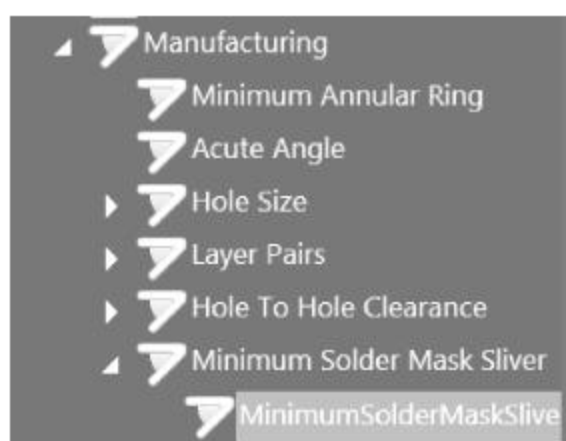 Manufacturing
Minimum Annular Ring
Acute Angle
Hole Size
Layer Pairs
Hole To Hole Clearance
Minimum Solder Mask Sliver
MinimumSolderMaskSlive